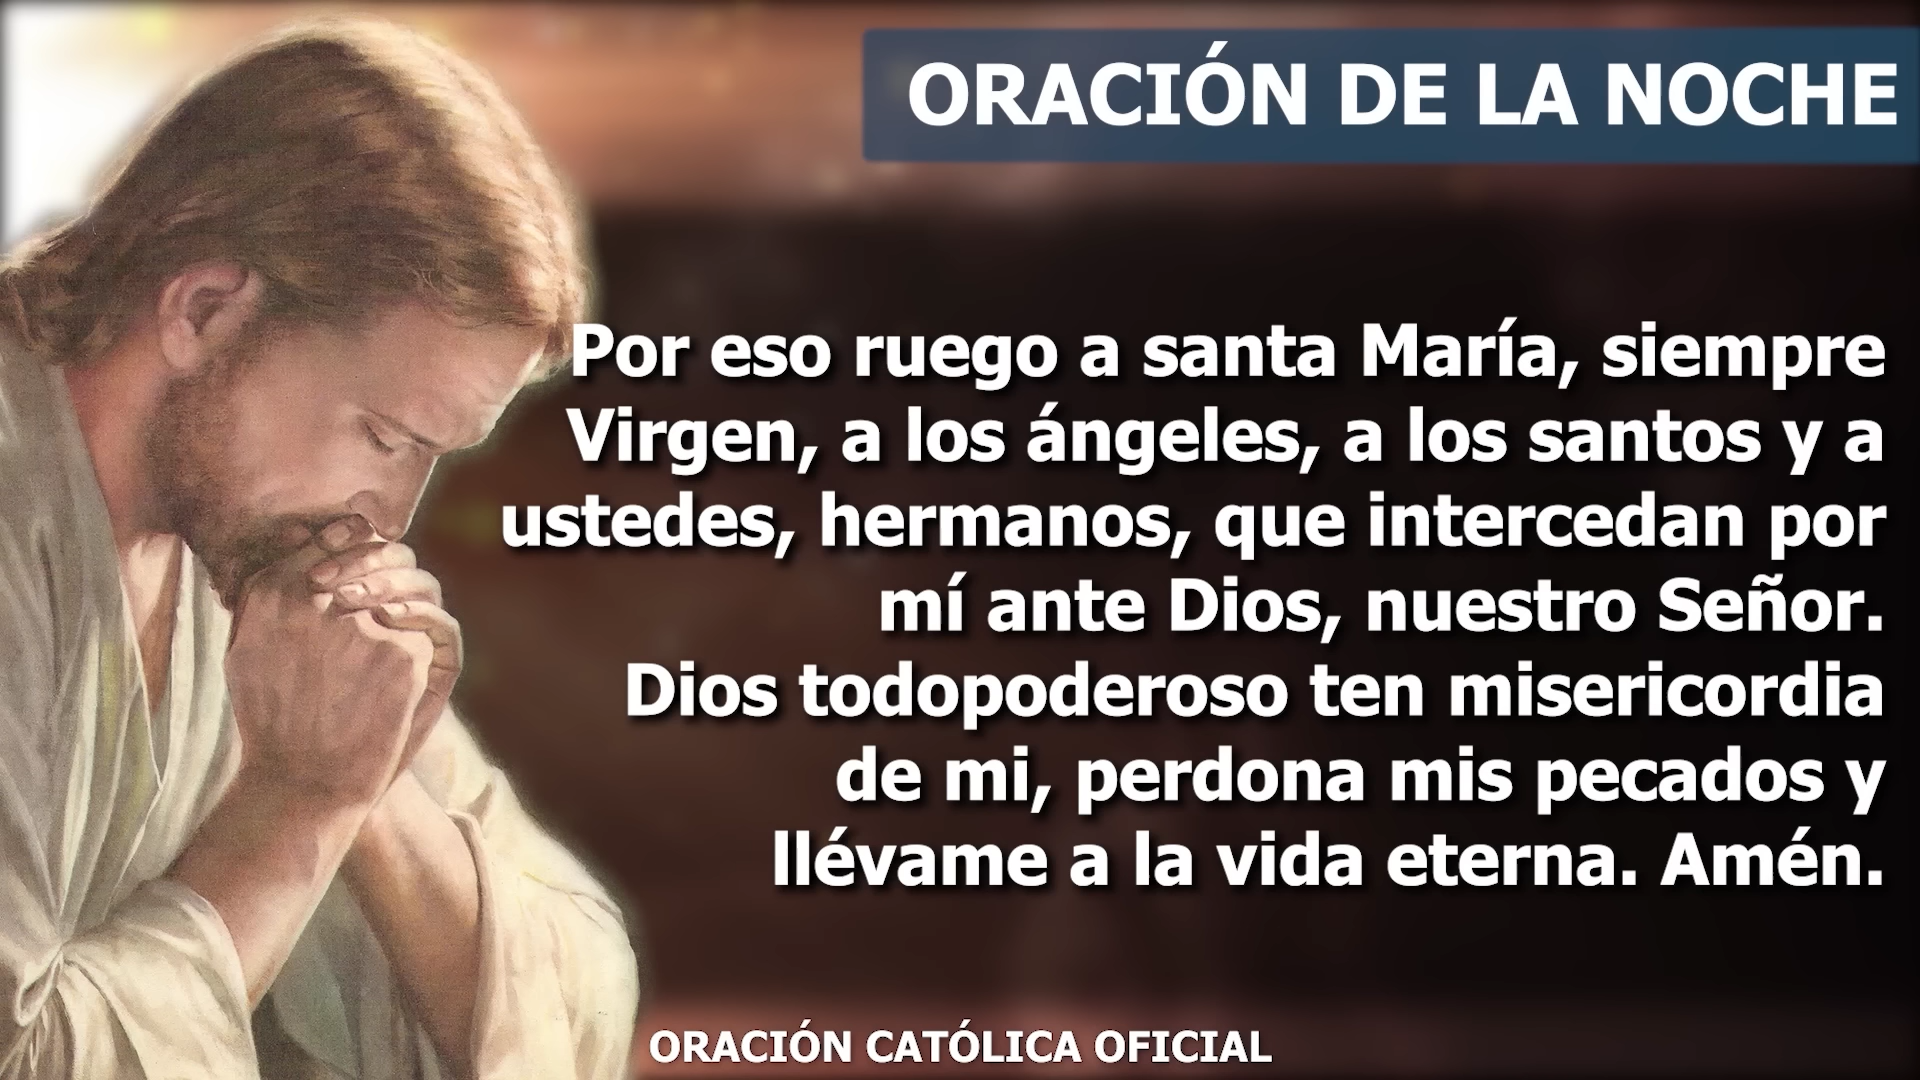 ORACIÓN DE LA NOCHE
Por eso ruego a santa María, siempre
Virgen, a los ángeles, a los santos y a
ustedes, hermanos, que intercedan por
mí ante Dios, nuestro Señor.
Dios todopoderoso ten misericordia
de mi, perdona mis pecados y
llévame a la vida eterna. Amén.
ORACIÓN CATÓLICA OFICIAL